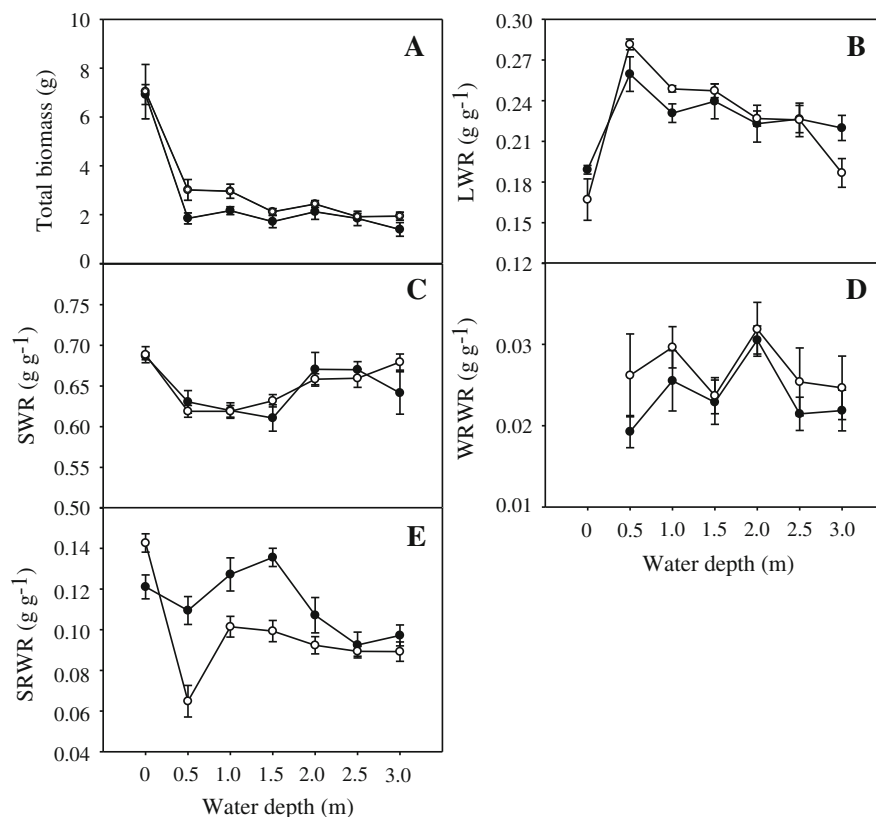 A
Total biomass (g)
10
8
6
4
2
0
B
LWR (g g⁻¹)
0.30
0.27
0.24
0.21
0.18
0.15
0.12
C
SWR (g g⁻¹)
0.70
0.65
0.60
0.55
0.50
D
WRWR (g g⁻¹)
0.03
0.02
0.01
0 0.5 1.0 1.5 2.0 2.5 3.0
Water depth (m)
E
SRWR (g g⁻¹)
0.14
0.12
0.10
0.08
0.06
0.04
0 0.5 1.0 1.5 2.0 2.5 3.0
Water depth (m)